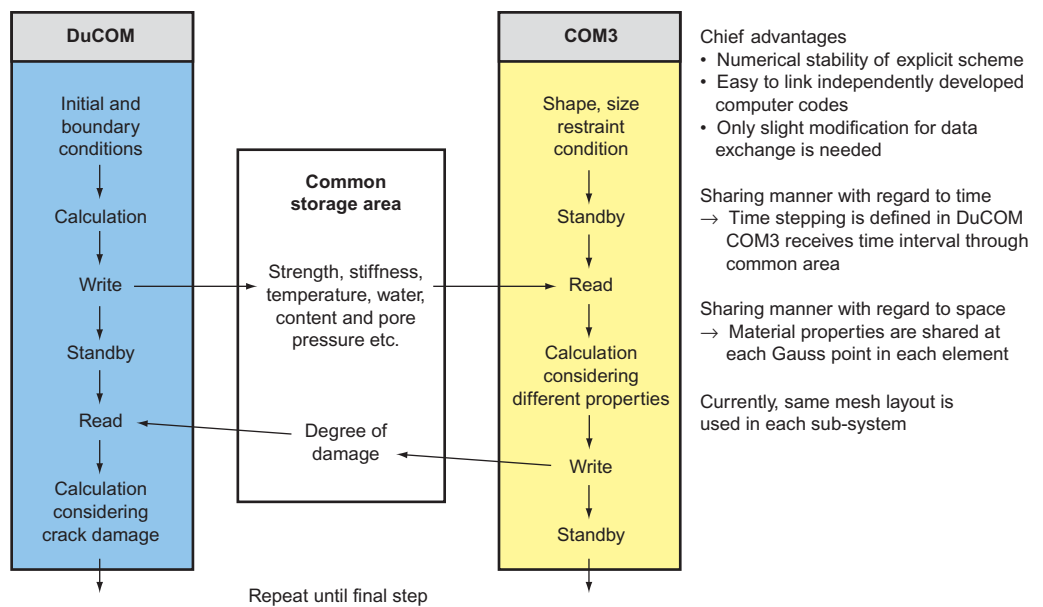 DuCOM
Initial and
boundary
conditions
Calculation
Write
Standby
Read
Calculation
considering
crack damage
Common
storage area
Strength, stiffness,
temperature, water,
content and pore
pressure etc.
Degree of
damage
Repeat until final step
COM3
Shape, size
restraint
condition
Standby
Read
Calculation
considering
different properties
Write
Standby
Chief advantages
• Numerical stability of explicit scheme
• Easy to link independently developed
computer codes
• Only slight modification for data
exchange is needed
Sharing manner with regard to time
→ Time stepping is defined in DuCOM
COM3 receives time interval through
common area
Sharing manner with regard to space
→ Material properties are shared at
each Gauss point in each element
Currently, same mesh layout is
used in each sub-system